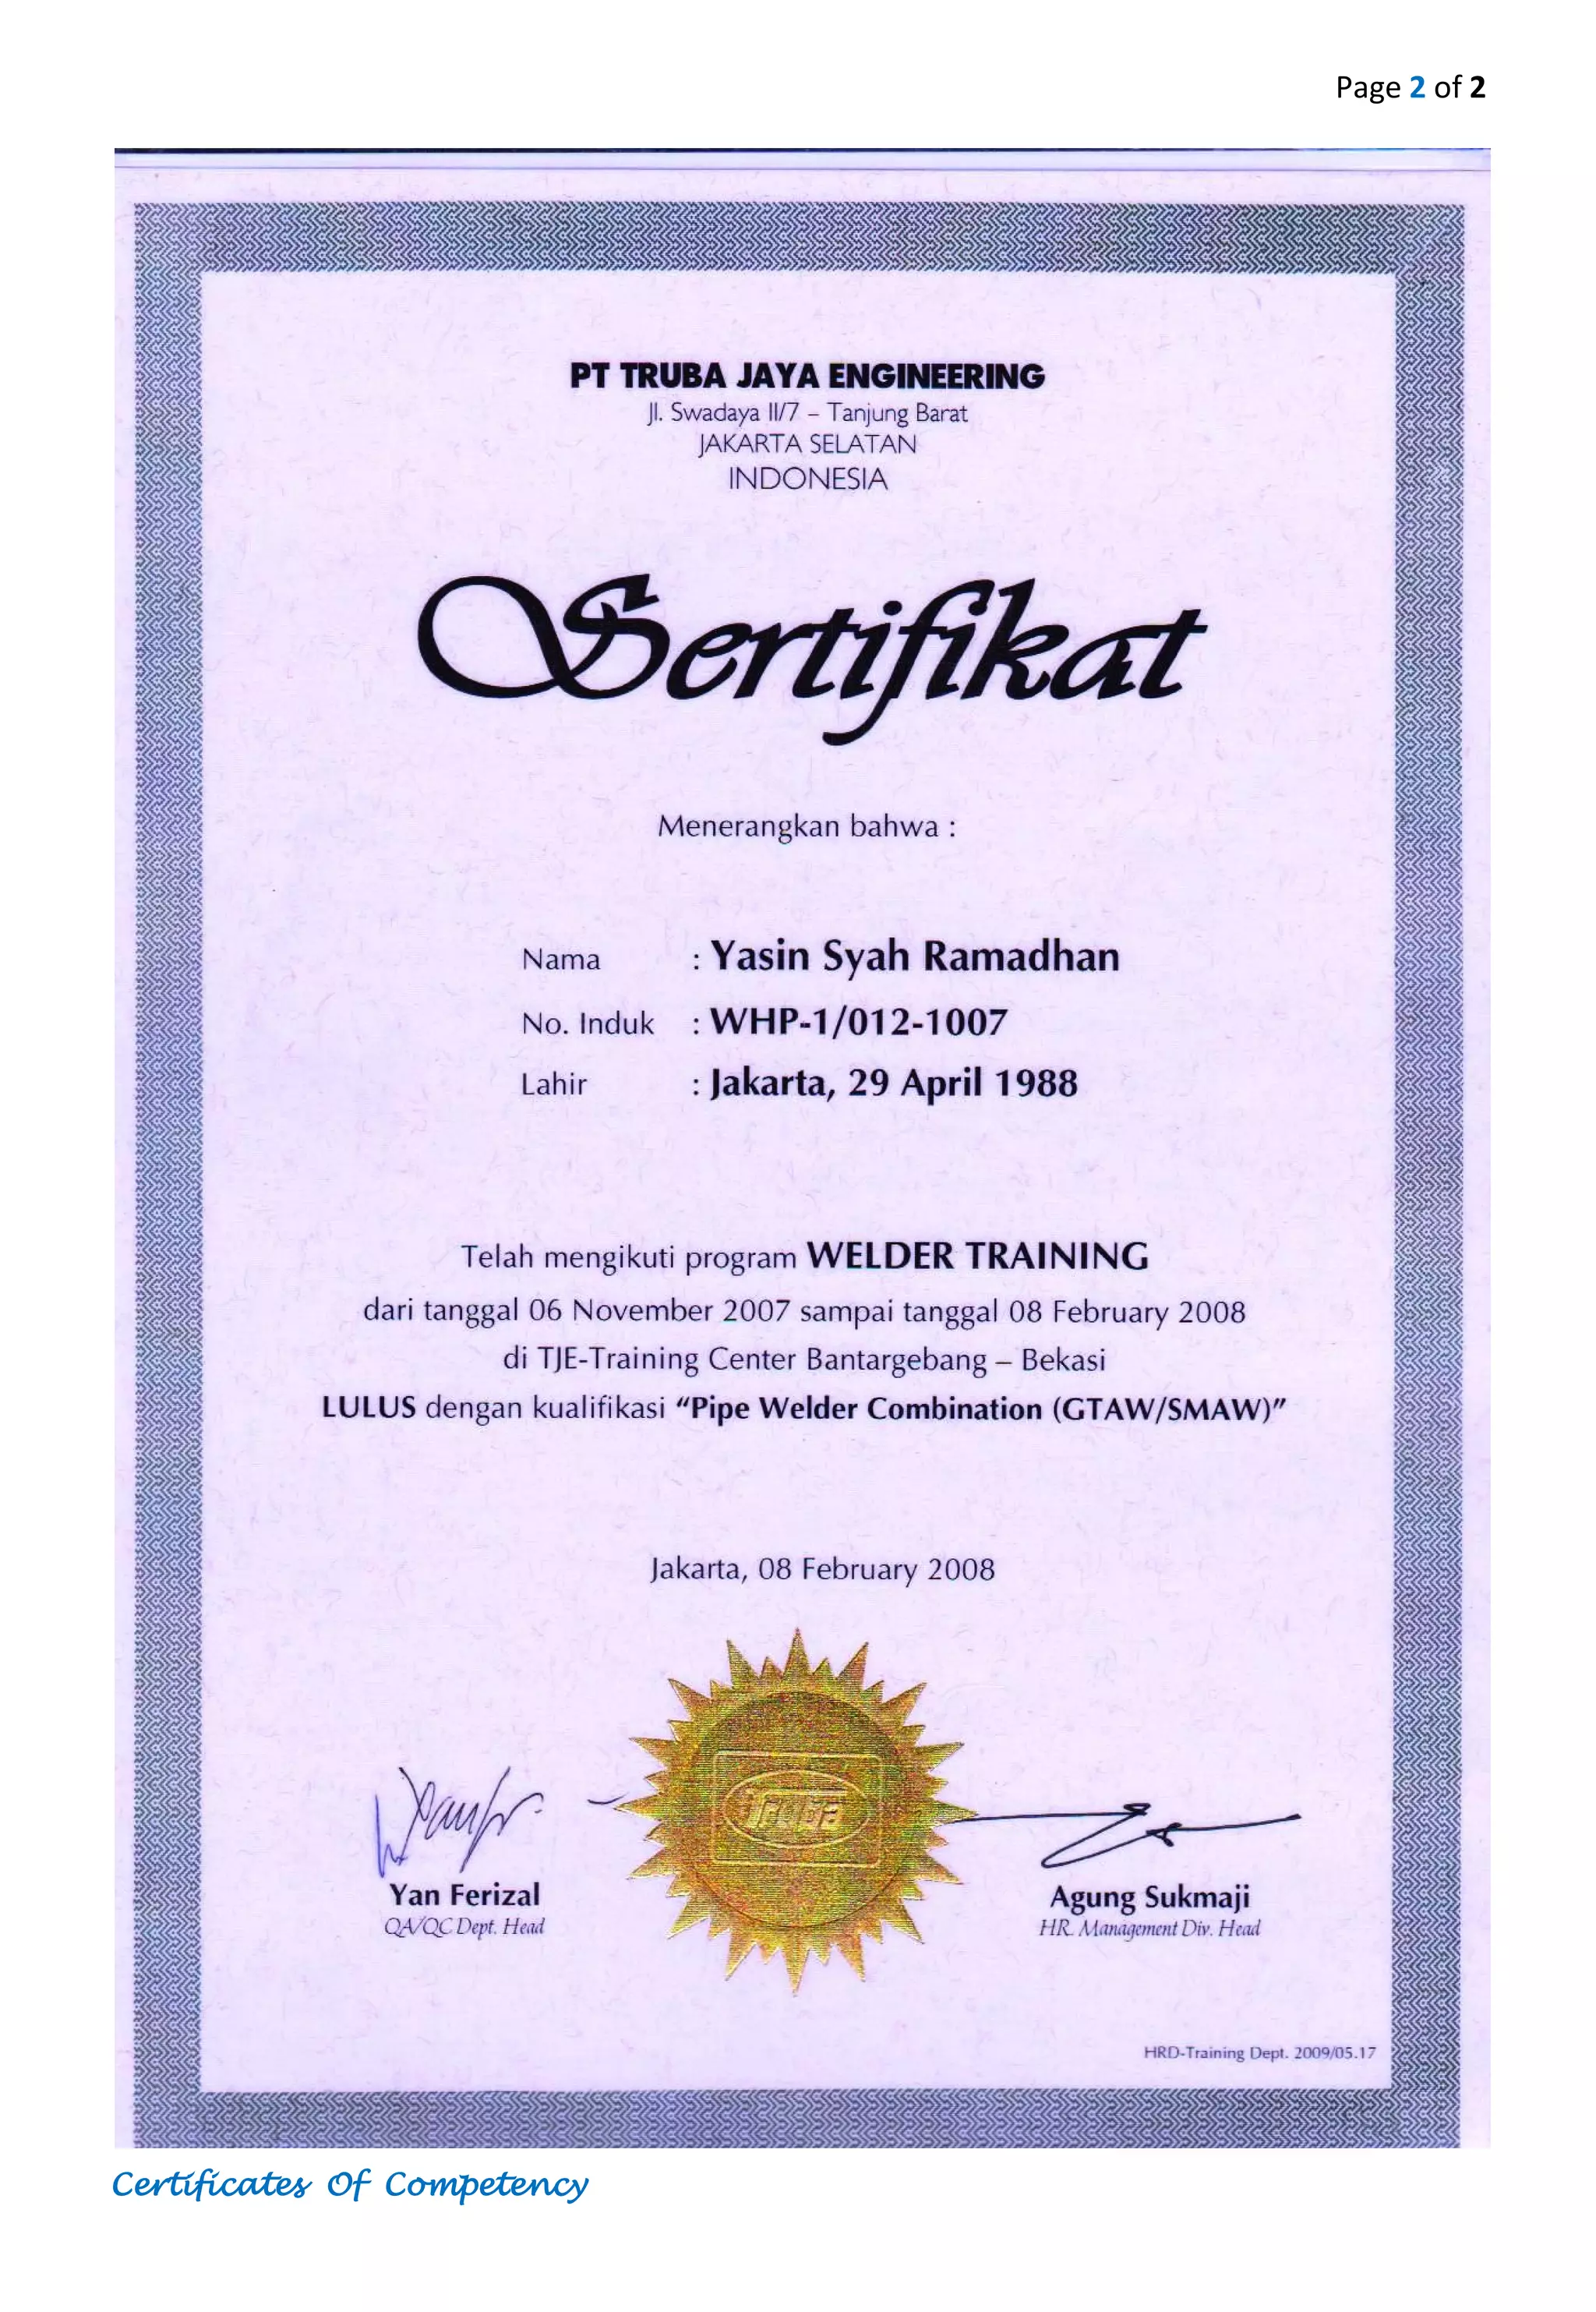 Page 2 of 2
PT TRUBA JAYA ENGINEERING
Jl. Swadaya II/7 – Tanjung Barat
JAKARTA SELATAN
INDONESIA
Sertifikat
Menerangkan bahwa :
Nama : Yasin Syah Ramadhan
No. Induk : WHP-1/012-1007
Lahir : Jakarta, 29 April 1988
Telah mengikuti program WELDER TRAINING
dari tanggal 06 November 2007 sampai tanggal 08 February 2008
di TJE-Training Center Bantargebang – Bekasi
LULUS dengan kualifikasi “Pipe Welder Combination (GTAW/SMAW)”
Jakarta, 08 February 2008
Truba
Yan Ferizal Agung Sukmaji
QA/QC Dept. Head HR. Management Div. Head
HRD-Training Dept. 2009/05.17
Certificates Of Competency